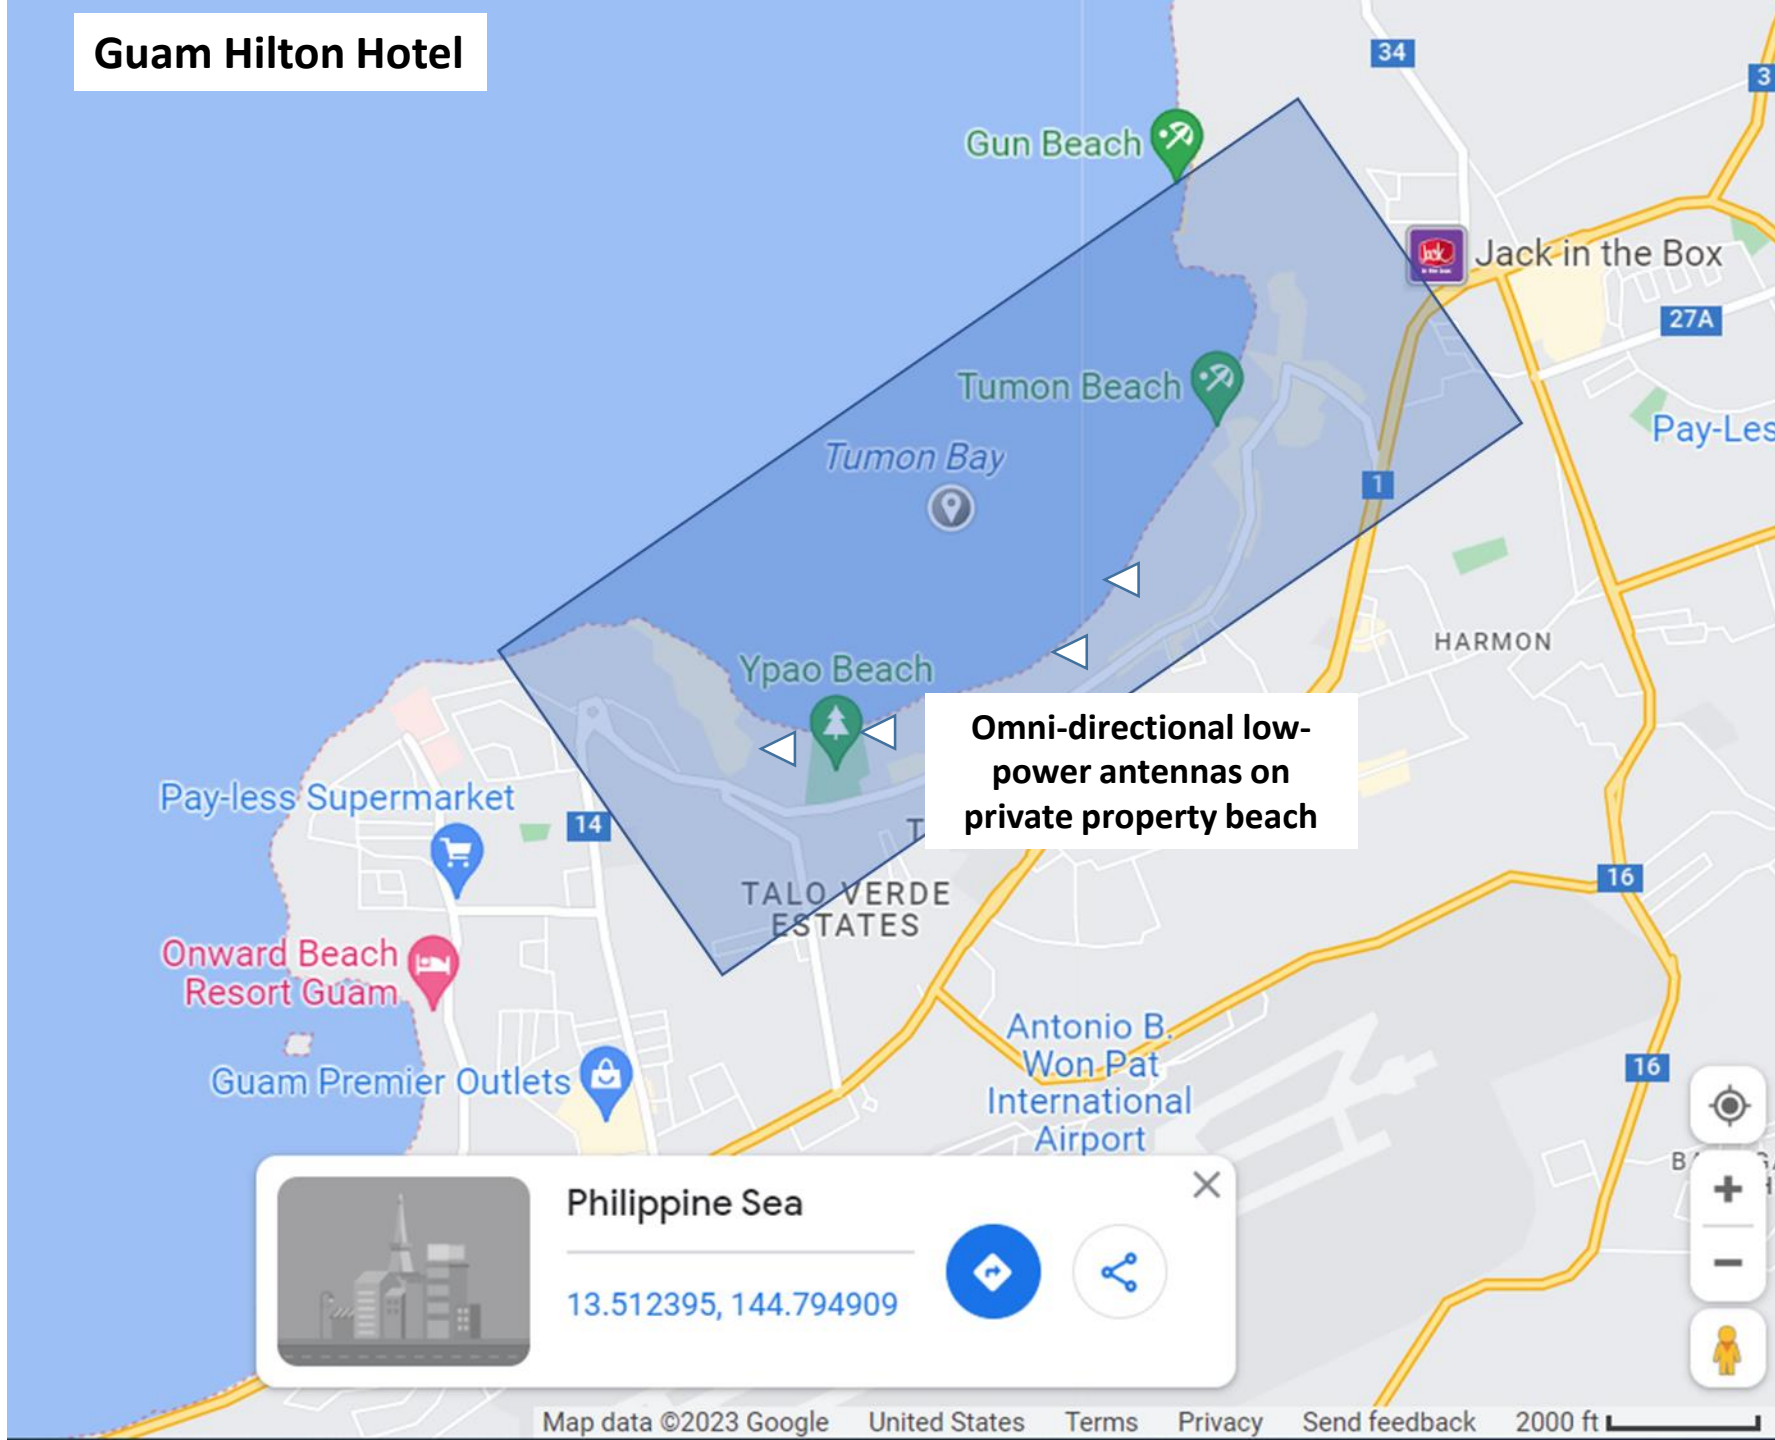 Guam Hilton Hotel
34
3
Gun Beach
Jack in the Box
27A
Tumon Beach
Pay-Les
Tumon Bay
1
HARMON
Ypao Beach
Omni-directional low-
power antennas on
private property beach
Pay-less Supermarket
14
T
16
TALO VERDE
ESTATES
Onward Beach
Resort Guam
Antonio B.
Won Pat
International
Airport
16
Guam Premier Outlets
Philippine Sea
13.512395, 144.794909
Map data ©2023 Google United States Terms Privacy Send feedback 2000 ft